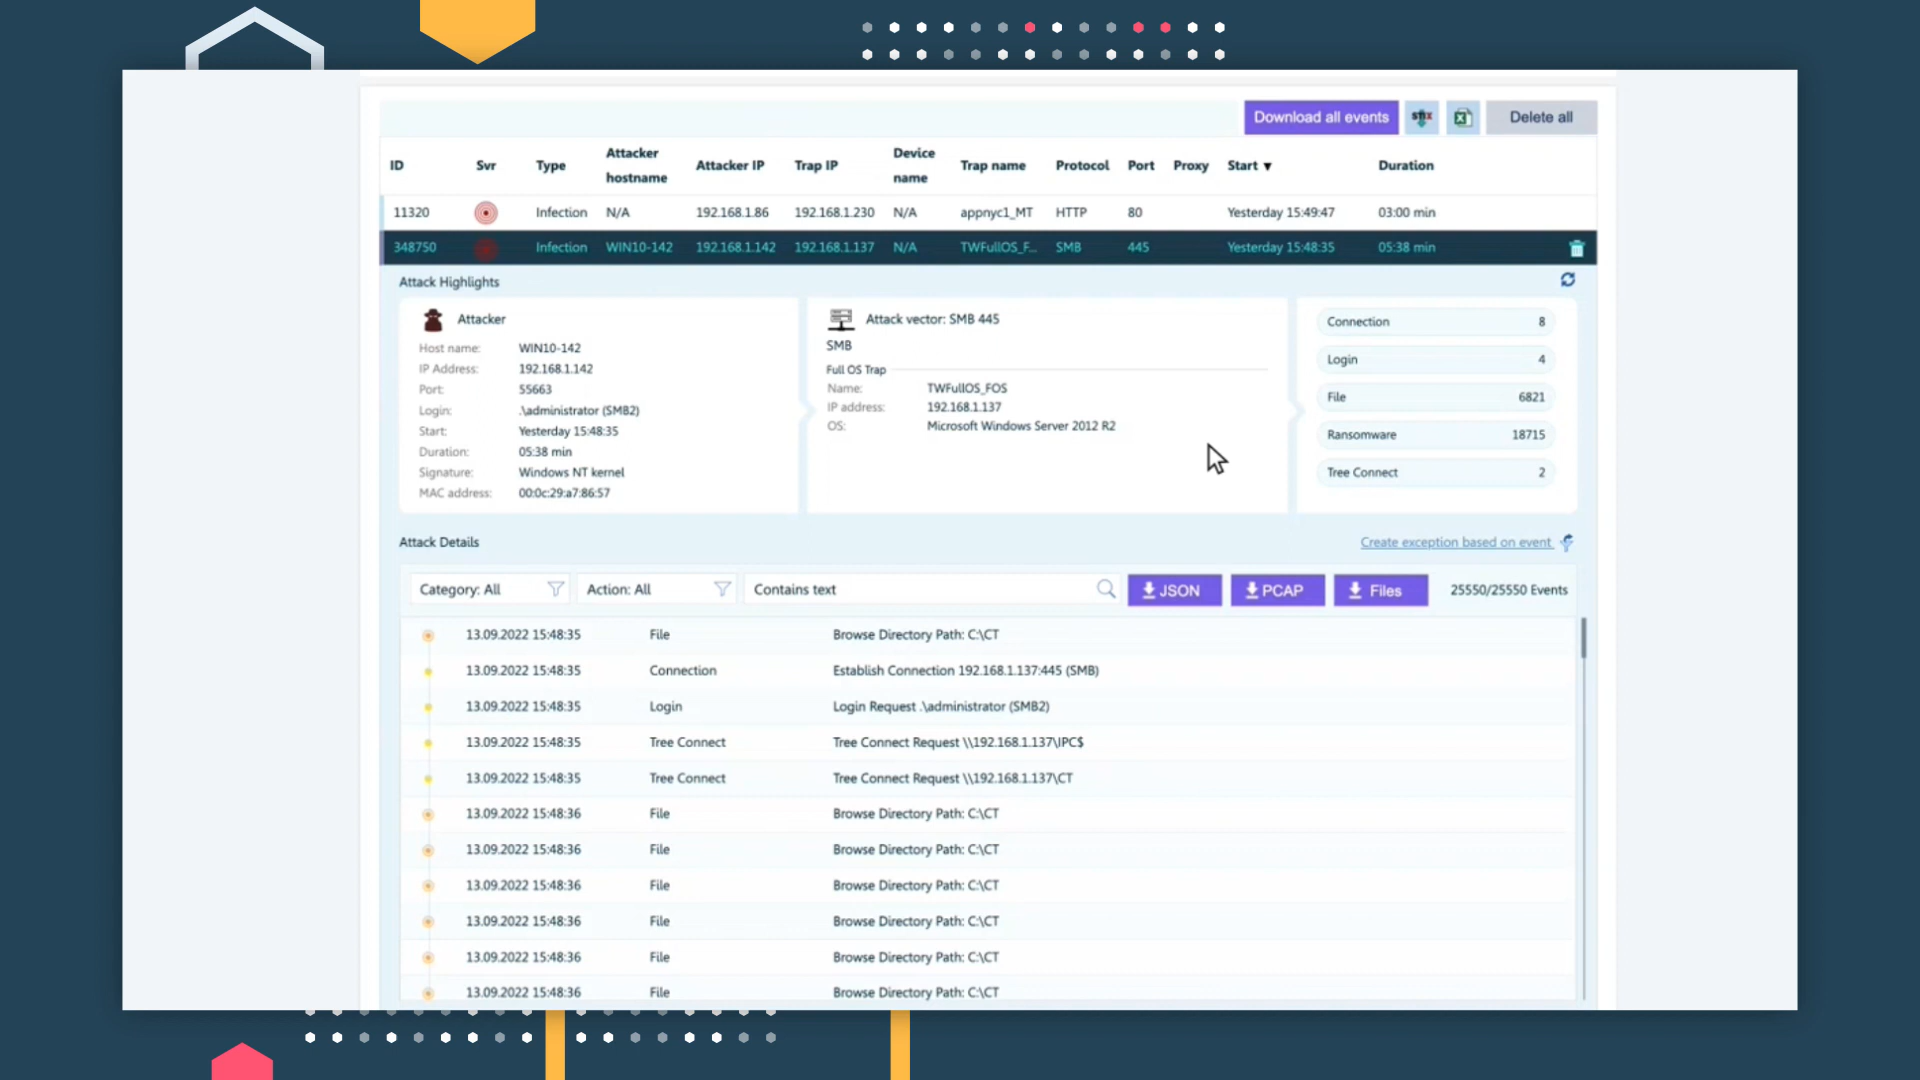 Download all events stix Delete all
ID Svr Type Attacker hostname Attacker IP Trap IP Device name Trap name Protocol Port Proxy Start ▼ Duration
11320 Infection N/A 192.168.1.86 192.168.1.230 N/A appnyc1_MT HTTP 80 Yesterday 15:49:47 03:00 min
348750 Infection WIN10-142 192.168.1.142 192.168.1.137 N/A TWFullOS_F... SMB 445 Yesterday 15:48:35 05:38 min
Attack Highlights
Attacker
Host name: WIN10-142
IP Address: 192.168.1.142
Port: 55663
Login: .\administrator (SMB2)
Start: Yesterday 15:48:35
Duration: 05:38 min
Signature: Windows NT kernel
MAC address: 00:0c:29:a7:86:57
Attack vector: SMB 445
SMB
Full OS Trap
Name: TWFullOS_FOS
IP address: 192.168.1.137
OS: Microsoft Windows Server 2012 R2
Connection 8
Login 4
File 6821
Ransomware 18715
Tree Connect 2
Attack Details
Create exception based on event
Category: All Action: All Contains text JSON PCAP Files 25550/25550 Events
13.09.2022 15:48:35 File Browse Directory Path: C:\CT
13.09.2022 15:48:35 Connection Establish Connection 192.168.1.137:445 (SMB)
13.09.2022 15:48:35 Login Login Request .\administrator (SMB2)
13.09.2022 15:48:35 Tree Connect Tree Connect Request \\192.168.1.137\IPC$
13.09.2022 15:48:35 Tree Connect Tree Connect Request \\192.168.1.137\CT
13.09.2022 15:48:36 File Browse Directory Path: C:\CT
13.09.2022 15:48:36 File Browse Directory Path: C:\CT
13.09.2022 15:48:36 File Browse Directory Path: C:\CT
13.09.2022 15:48:36 File Browse Directory Path: C:\CT
13.09.2022 15:48:36 File Browse Directory Path: C:\CT
13.09.2022 15:48:36 File Browse Directory Path: C:\CT